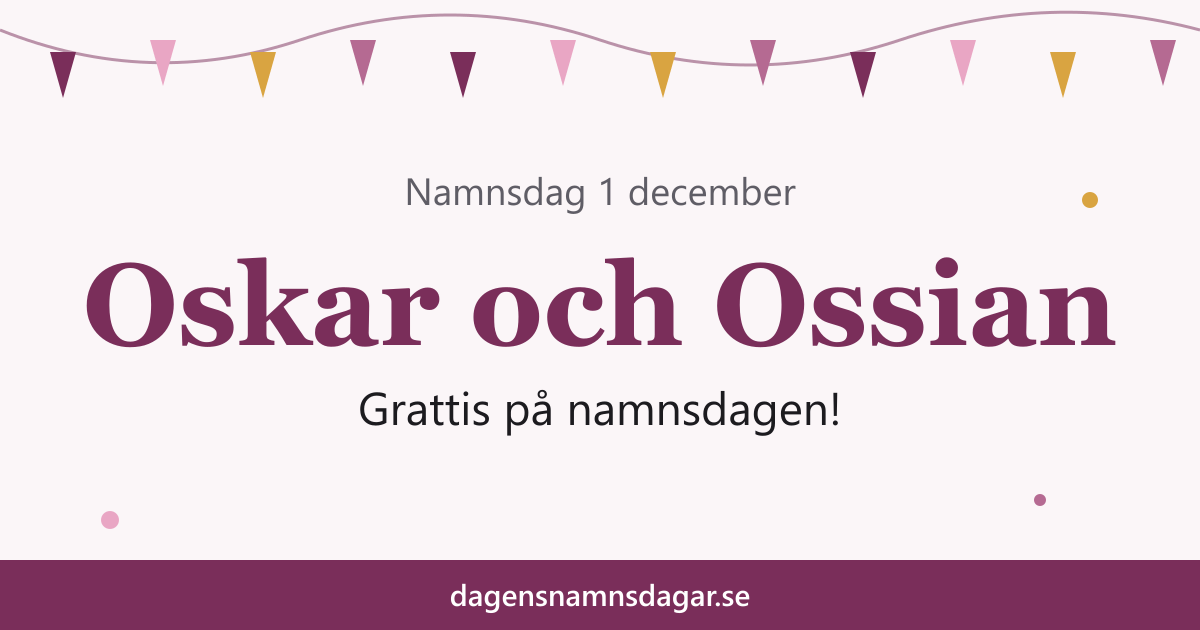 Namnsdag 1 december
Oskar och Ossian
Grattis på namnsdagen!
dagensnamnsdagar.se